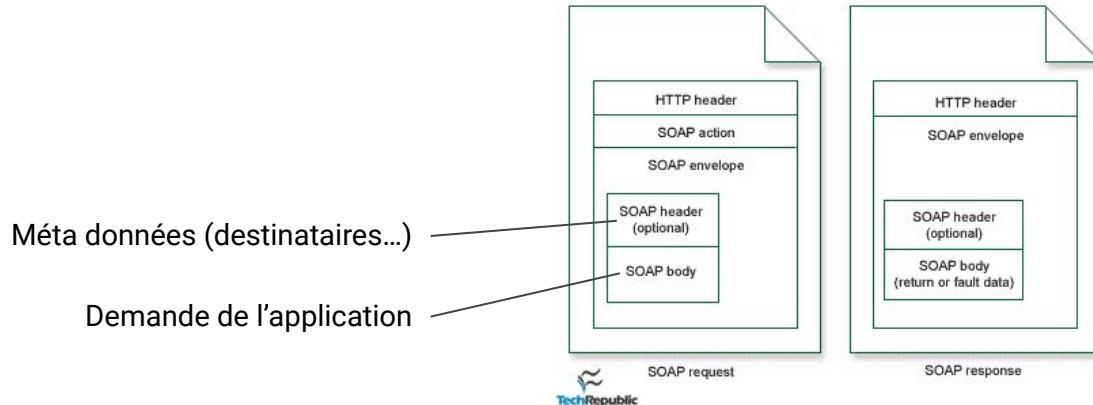 HTTP header
SOAP action
SOAP envelope
SOAP header
(optional)
SOAP body
SOAP request
TechRepublic
HTTP header
SOAP envelope
SOAP header
(optional)
SOAP body
(return or fault data)
SOAP response
Méta données (destinataires…)
Demande de l’application